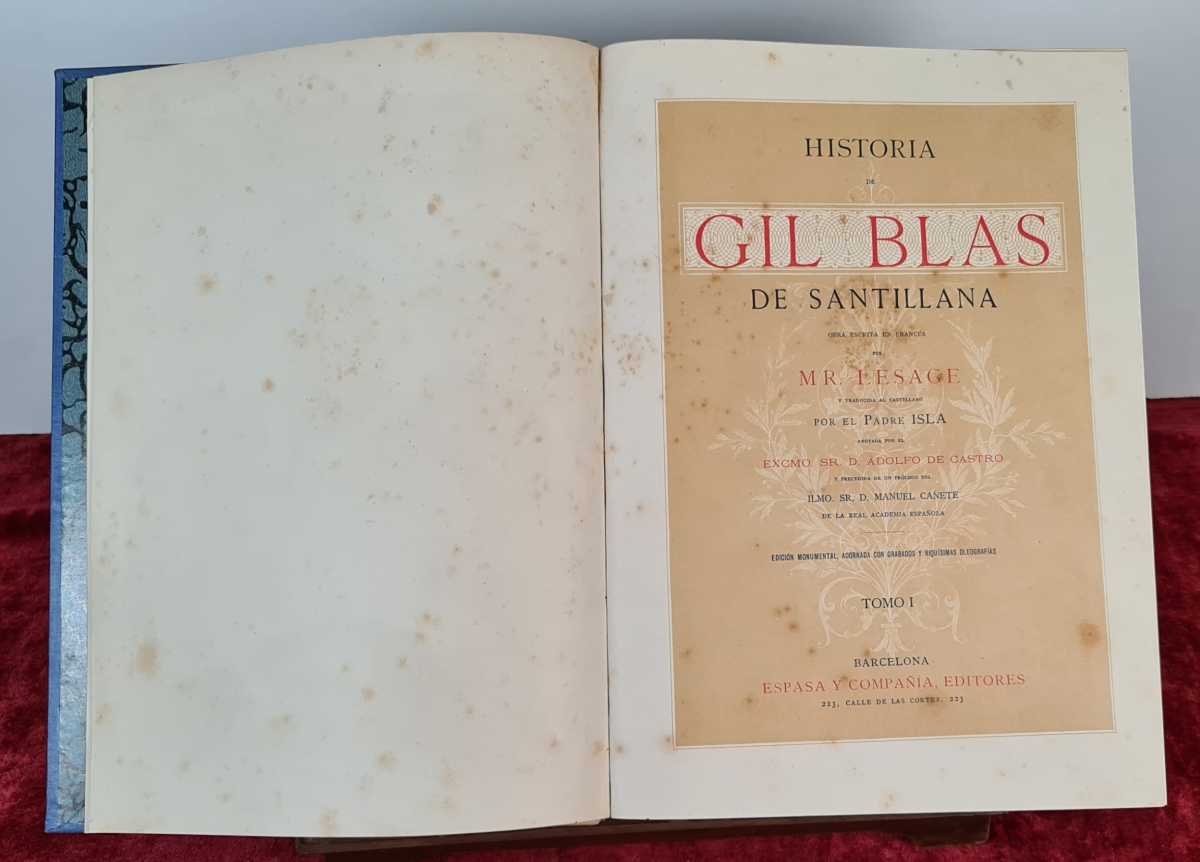 HISTORIA
DE
GIL BLAS
DE SANTILLANA
OBRA ESCRITA EN FRANCÉS
POR
MR. LESAGE
Y TRADUCIDA AL CASTELLANO
POR EL PADRE ISLA
ANOTADA POR EL
EXCMO. SR. D. ADOLFO DE CASTRO
Y PRECEDIDA DE UN PRÓLOGO DEL
ILMO. SR. D. MANUEL CAÑETE
DE LA REAL ACADEMIA ESPAÑOLA
EDICIÓN MONUMENTAL, ADORNADA CON GRABADOS Y RIQUÍSIMAS OLEOGRAFÍAS
TOMO I
BARCELONA
ESPASA Y COMPAÑÍA, EDITORES
223, CALLE DE LAS CORTES, 223